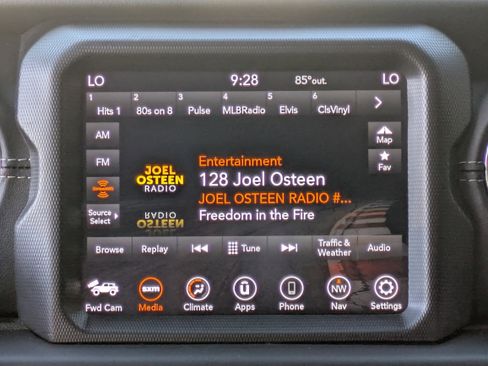 LO 9:28 85°out. LO
1 2 3 4 5 6
Hits 1 80s on 8 Pulse MLBRadio Elvis ClsVinyl
AM
Map
FM
Fav
SiriusXM
JOEL
OSTEEN
RADIO
Entertainment
128 Joel Osteen
JOEL OSTEEN RADIO #...
Freedom in the Fire
Source
Select
Browse Replay Tune Traffic & Weather Audio
sxm NW
Fwd Cam Media Climate Apps Phone Nav Settings